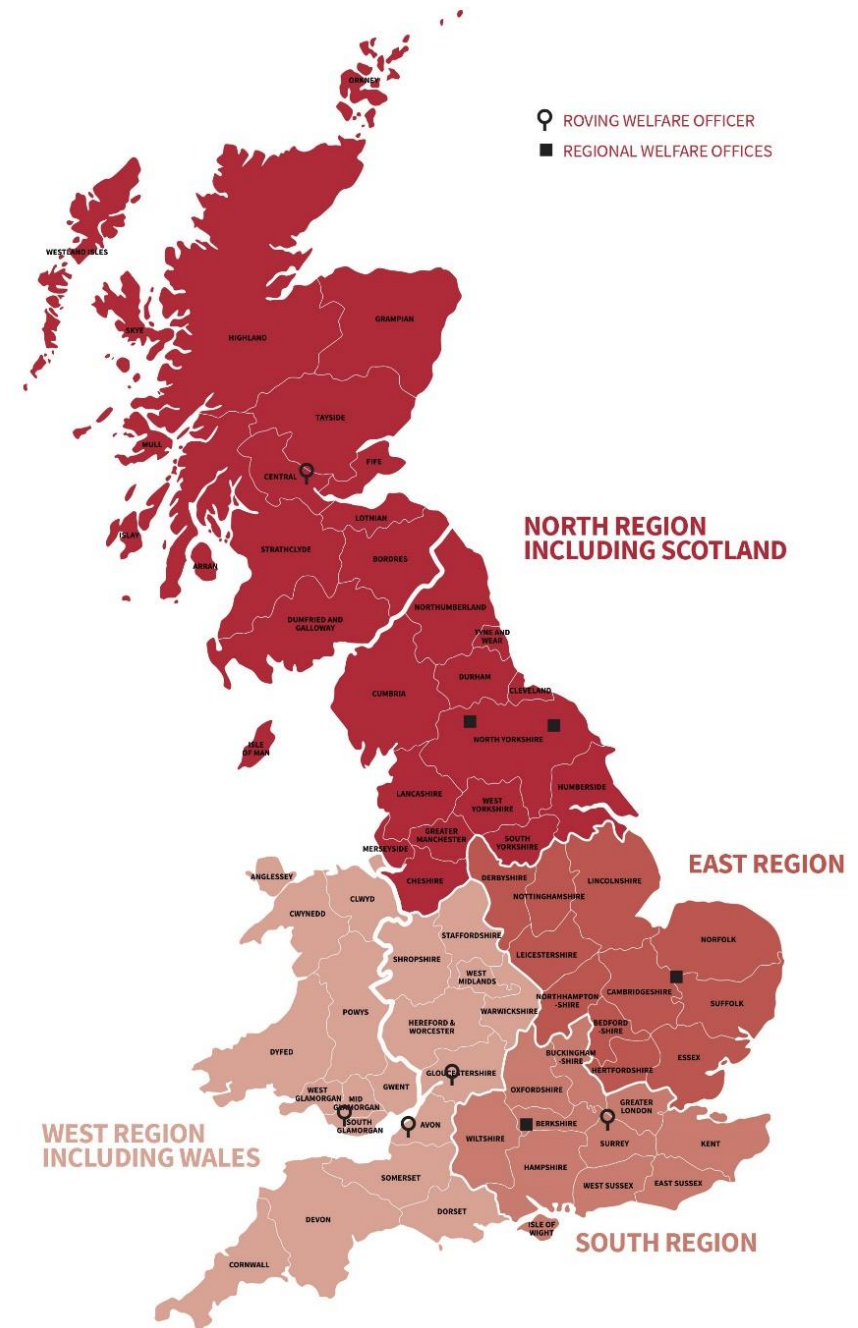 ORKNEY
ROVING WELFARE OFFICER
REGIONAL WELFARE OFFICES
WESTLAND ISLES
SKYE
HIGHLAND
GRAMPIAN
TAYSIDE
MULL
FIFE
CENTRAL
LOTHIAN
ISLAY
STRATHCLYDE
BORDRES
ARRAN
NORTH REGION
INCLUDING SCOTLAND
DUMFRIED AND
GALLOWAY
NORTHUMBERLAND
TYNE AND
WEAR
DURHAM
CUMBRIA
CLEVELAND
NORTH YORKSHIRE
ISLE
OF MAN
LANCASHIRE
WEST
YORKSHIRE
HUMBERSIDE
GREATER
MANCHESTER
SOUTH
YORKSHIRE
MERSEYSIDE
CHESHIRE
EAST REGION
ANGLESSEY
CLWYD
CWYNEDD
DERBYSHIRE
NOTTINGHAMSHIRE
LINCOLNSHIRE
STAFFORDSHIRE
SHROPSHIRE
LEICESTERSHIRE
NORFOLK
WEST
MIDLANDS
CAMBRIDGESHIRE
SUFFOLK
NORTHHAMPTON
-SHIRE
WARWICKSHIRE
POWYS
HEREFORD &
WORCESTER
BEDFORD
-SHIRE
DYFED
BUCKINGHAM
-SHIRE
ESSEX
HERTFORDSHIRE
GLOUCESTERSHIRE
OXFORDSHIRE
WEST
GLAMORGAN
MID
GLAMORGAN
GWENT
SOUTH
GLAMORGAN
AVON
GREATER
LONDON
BERKSHIRE
WILTSHIRE
SURREY
KENT
WEST REGION
INCLUDING WALES
HAMPSHIRE
SOMERSET
WEST SUSSEX
EAST SUSSEX
DORSET
DEVON
ISLE OF
WIGHT
SOUTH REGION
CORNWALL